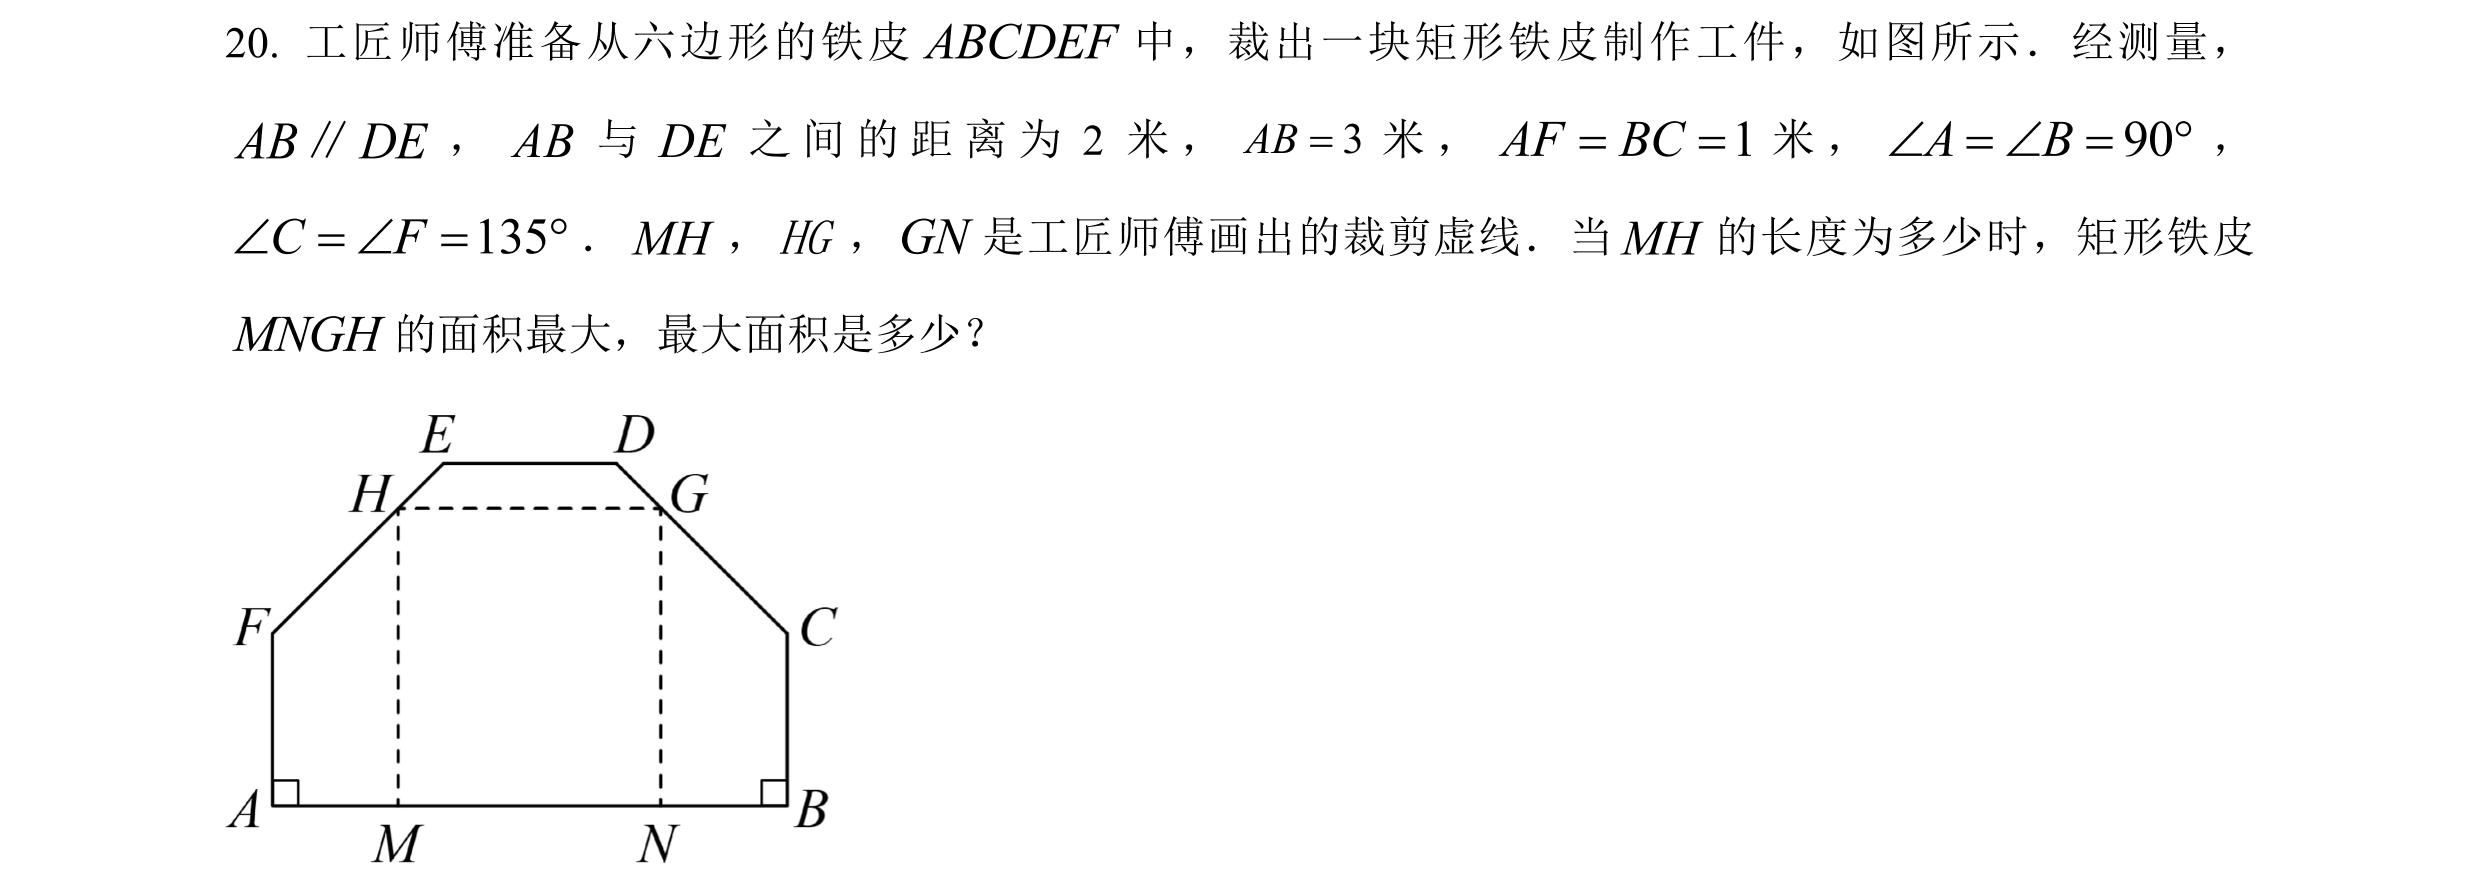 20. 工匠师傅准备从六边形的铁皮 ABCDEF 中，裁出一块矩形铁皮制作工件，如图所示．经测量，
AB∥DE，AB 与 DE 之间的距离为 2 米，AB=3 米，AF=BC=1 米，∠A=∠B=90°，
∠C=∠F=135°．MH，HG，GN 是工匠师傅画出的裁剪虚线．当 MH 的长度为多少时，矩形铁皮
MNGH 的面积最大，最大面积是多少？
E D
H G
F C
A B
M N